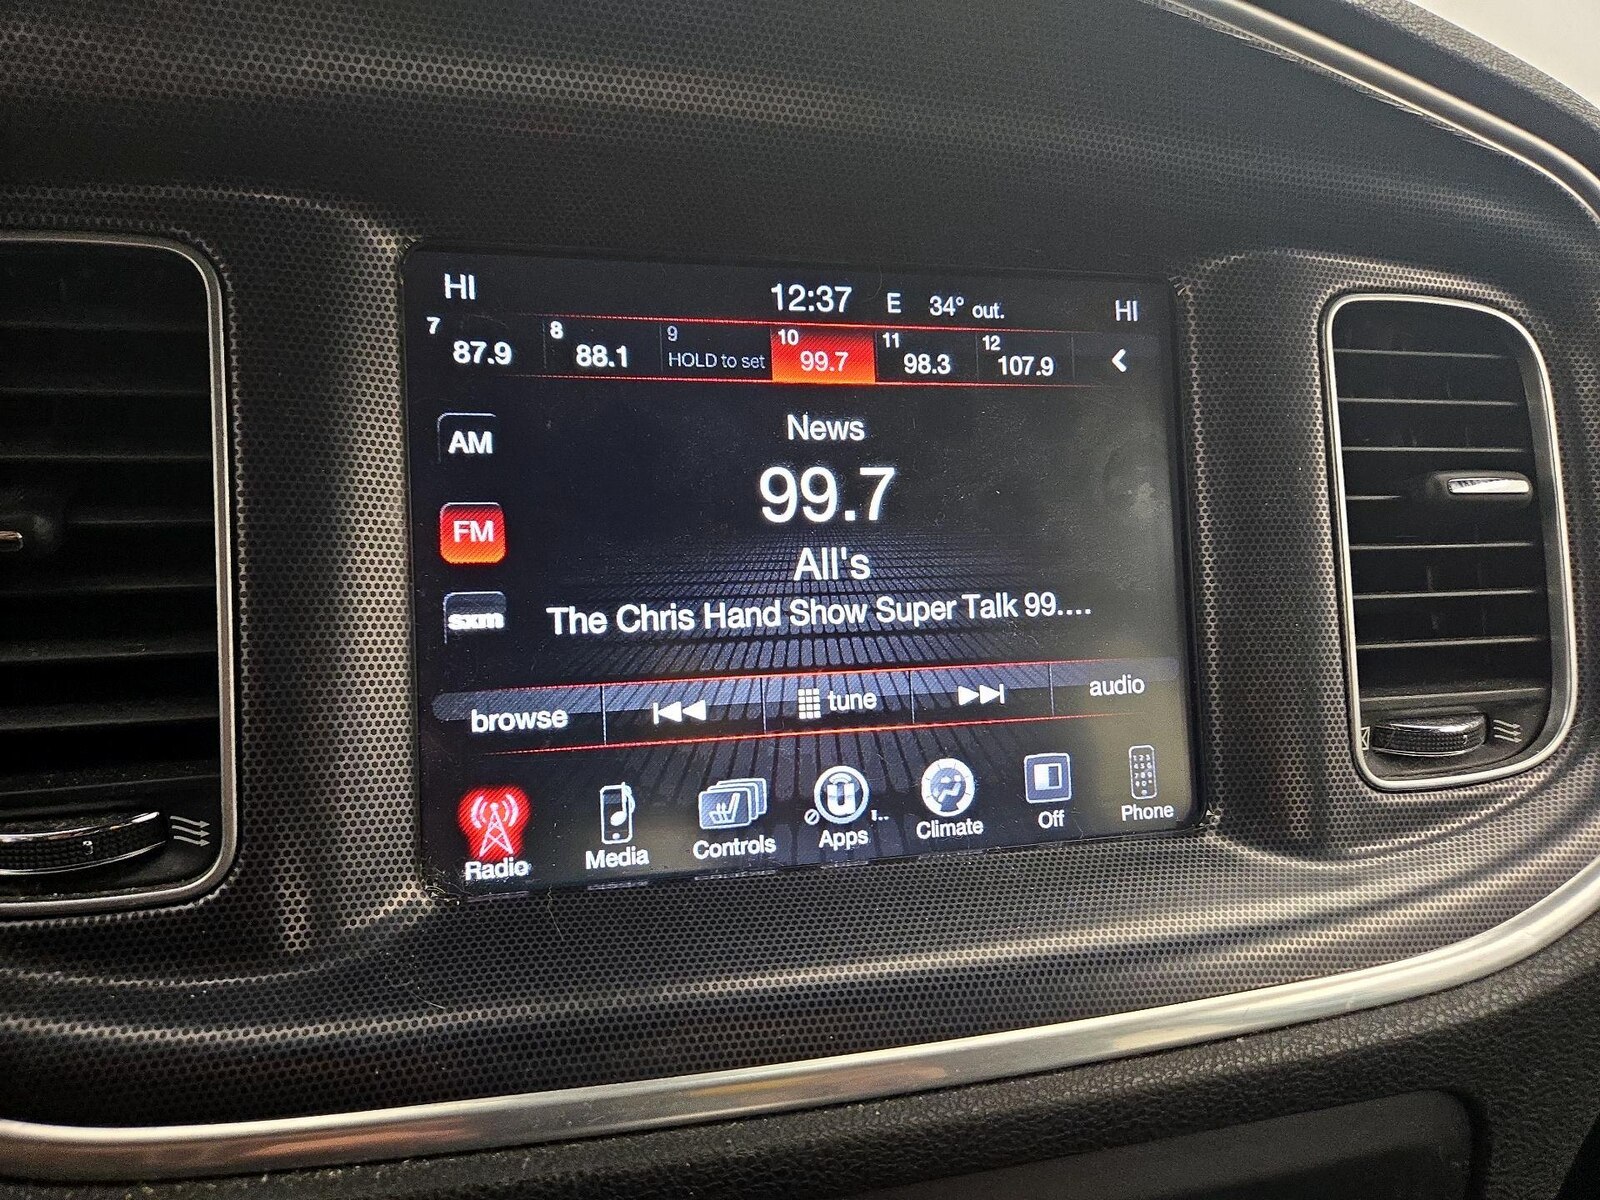 HI 12:37 E 34° out. HI
7 87.9 8 88.1 9 HOLD to set 10 99.7 11 98.3 12 107.9
AM
News
99.7
FM
All's
sxm
The Chris Hand Show Super Talk 99....
browse tune audio
Radio Media Controls Apps Climate Off Phone